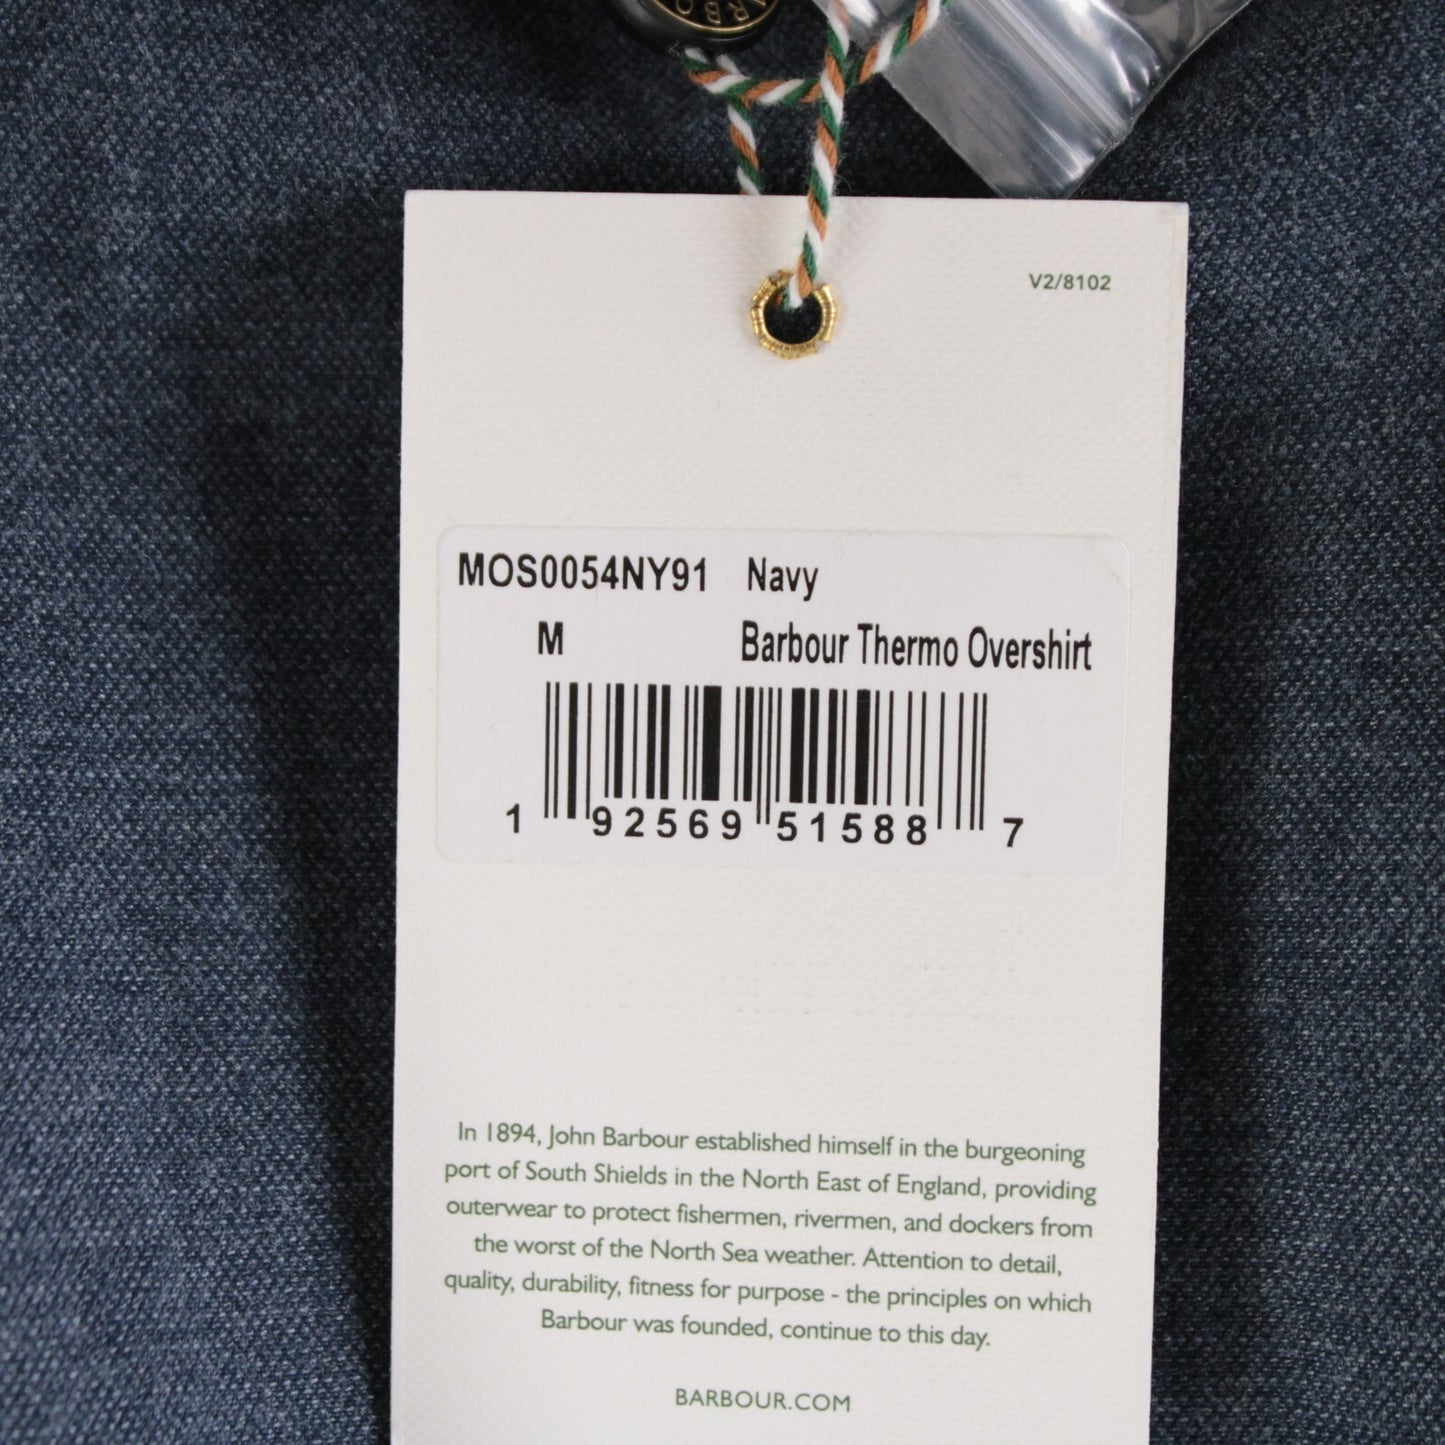 ARBO
V2/8102
MOS0054NY91 Navy
M Barbour Thermo Overshirt
1 92569 51588 7
In 1894, John Barbour established himself in the burgeoning
port of South Shields in the North East of England, providing
outerwear to protect fishermen, rivermen, and dockers from
the worst of the North Sea weather. Attention to detail,
quality, durability, fitness for purpose - the principles on which
Barbour was founded, continue to this day.
BARBOUR.COM